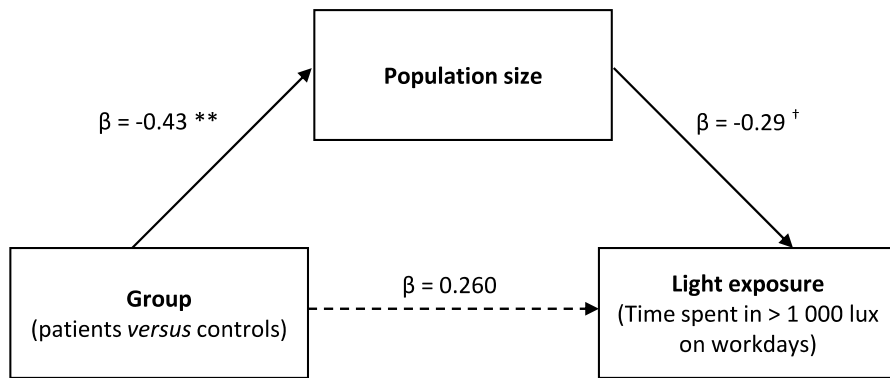 Population size
β = -0.43 **
β = -0.29 †
β = 0.260
Group
(patients versus controls)
Light exposure
(Time spent in > 1 000 lux
on workdays)